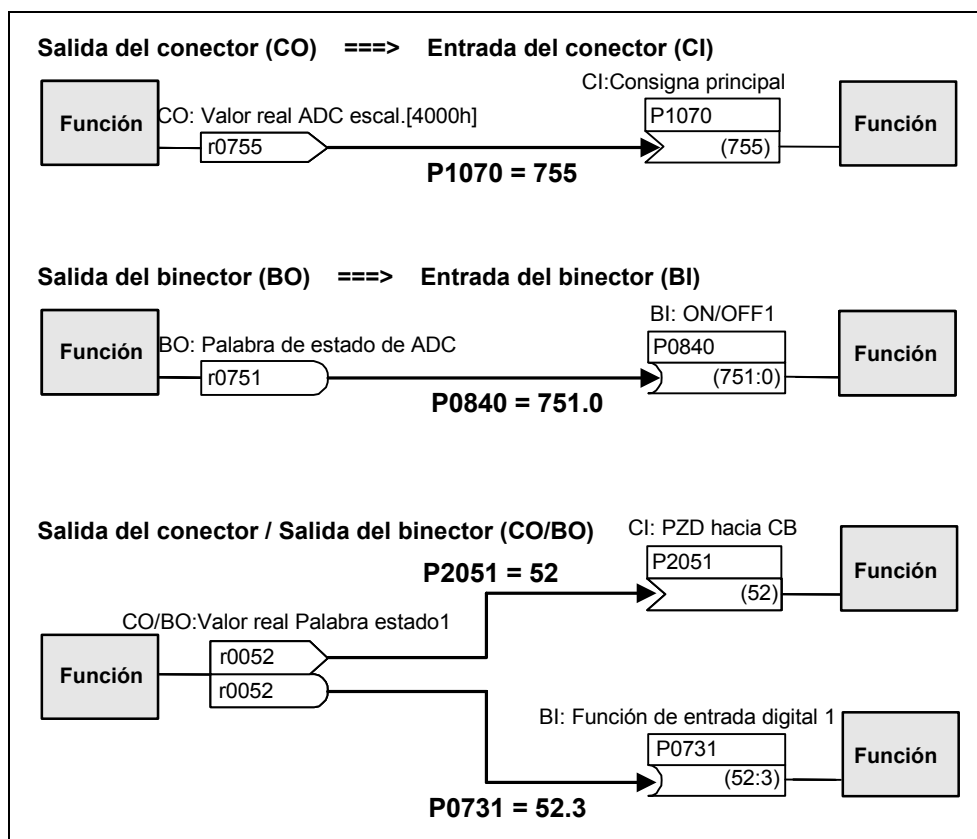 Salida del conector (CO) ===> Entrada del conector (CI)
CI:Consigna principal
Función
CO: Valor real ADC escal.[4000h]
r0755
P1070
(755)
Función
P1070 = 755
Salida del binector (BO) ===> Entrada del binector (BI)
BI: ON/OFF1
Función
BO: Palabra de estado de ADC
r0751
P0840
(751:0)
Función
P0840 = 751.0
Salida del conector / Salida del binector (CO/BO)
CI: PZD hacia CB
P2051 = 52
P2051
(52)
Función
CO/BO:Valor real Palabra estado1
Función
r0052
r0052
BI: Función de entrada digital 1
P0731
(52:3)
Función
P0731 = 52.3